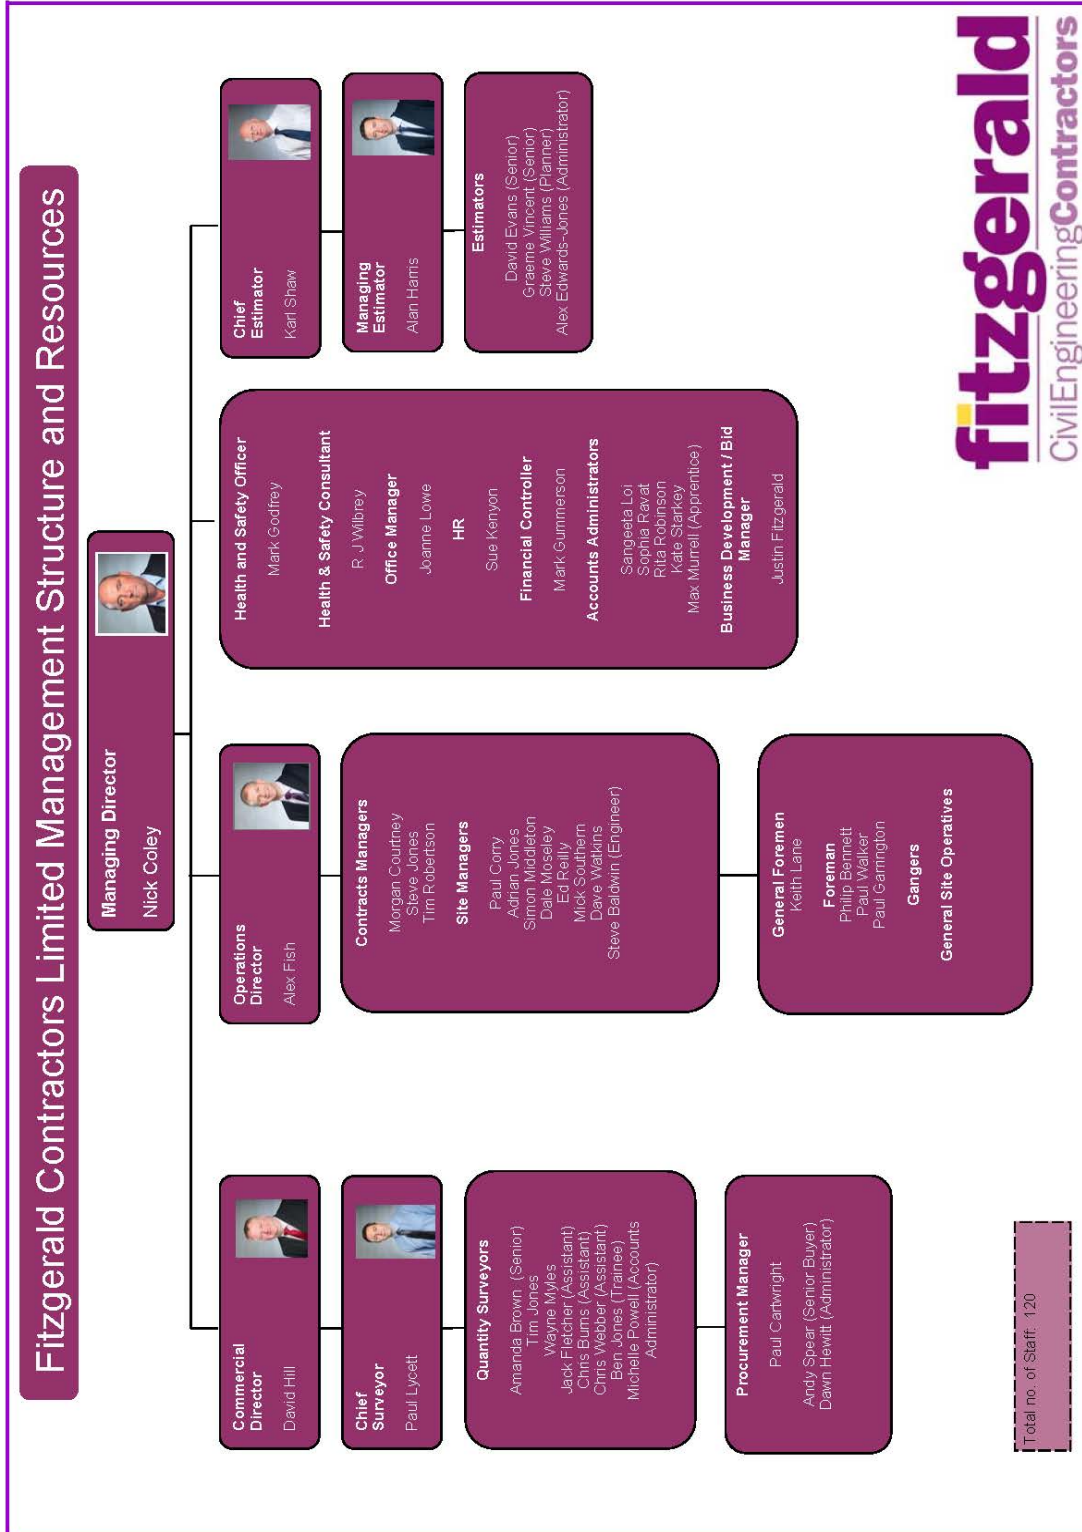 Fitzgerald Contractors Limited Management Structure and Resources
Managing Director
Nick Coley
Commercial
Director
David Hill
Chief
Surveyor
Paul Lycett
Quantity Surveyors
Amanda Brown (Senior)
Tim Jones
Wayne Myles
Jack Fletcher (Assistant)
Chris Burns (Assistant)
Chris Webber (Assistant)
Ben Jones (Trainee)
Michelle Powell (Accounts
Administrator)
Procurement Manager
Paul Cartwright
Andy Spear (Senior Buyer)
Dawn Hewitt (Administrator)
Operations
Director
Alex Fish
Contracts Managers
Morgan Courtney
Steve Jones
Tim Robertson
Site Managers
Paul Corry
Adrian Jones
Simon Middleton
Dale Moseley
Ed Reilly
Mick Southern
Dave Watkins
Steve Baldwin (Engineer)
General Foremen
Keith Lane
Foreman
Philip Bennett
Paul Walker
Paul Garrington
Gangers
General Site Operatives
Health and Safety Officer
Mark Godfrey
Health & Safety Consultant
R J Wilbrey
Office Manager
Joanne Lowe
HR
Sue Kenyon
Financial Controller
Mark Gummerson
Accounts Administrators
Sangeeta Loi
Sophia Ravat
Rita Robinson
Kate Starkey
Max Murrell (Apprentice)
Business Development / Bid
Manager
Justin Fitzgerald
Chief
Estimator
Karl Shaw
Managing
Estimator
Alan Harris
Estimators
David Evans (Senior)
Graeme Vincent (Senior)
Steve Williams (Planner)
Alex Edwards-Jones (Administrator)
Total no. of Staff: 120
fitzgerald
CivilEngineeringContractors